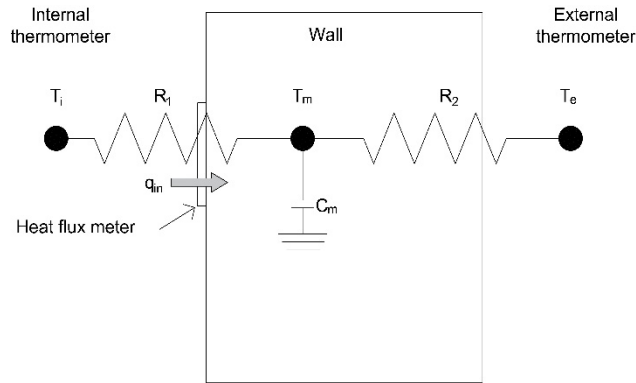 Internal
thermometer
Wall
External
thermometer
Ti
R1
Tm
R2
Te
qin
Cm
Heat flux meter